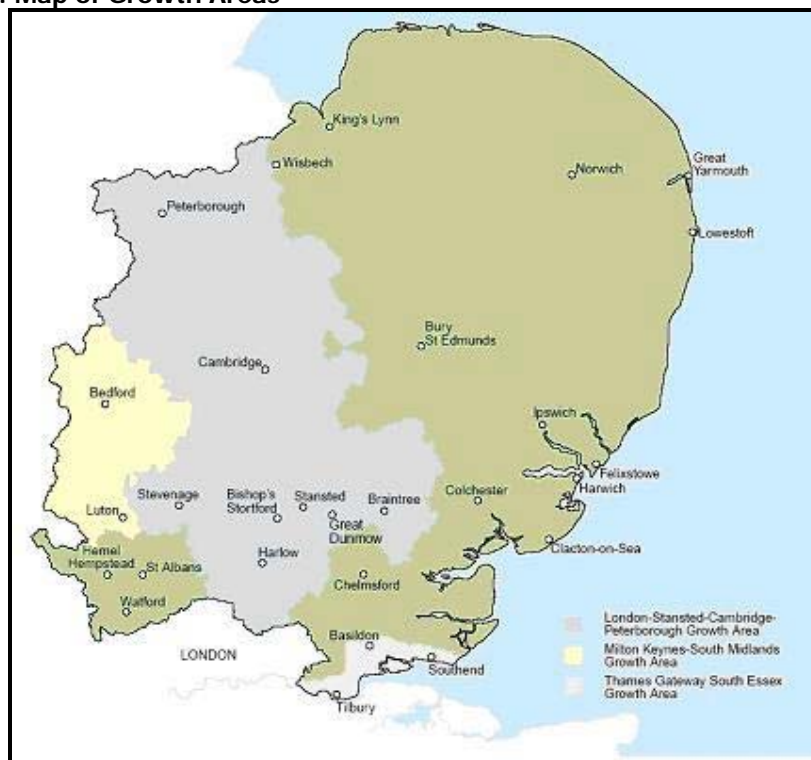 Map of Growth Areas
King's Lynn
Wisbech
Norwich
Great
Yarmouth
Peterborough
Lowestoft
Bury
St Edmunds
Cambridge
Bedford
Ipswich
Felixstowe
Harwich
Stevenage
Bishop's
Stortford
Stansted
Braintree
Colchester
Luton
Great
Dunmow
Clacton-on-Sea
Hemel
Hempstead
St Albans
Harlow
Chelmsford
Watford
Basildon
LONDON
Southend
Tilbury
London-Stansted-Cambridge-
Peterborough Growth Area
Milton Keynes-South Midlands
Growth Area
Thames Gateway South Essex
Growth Area